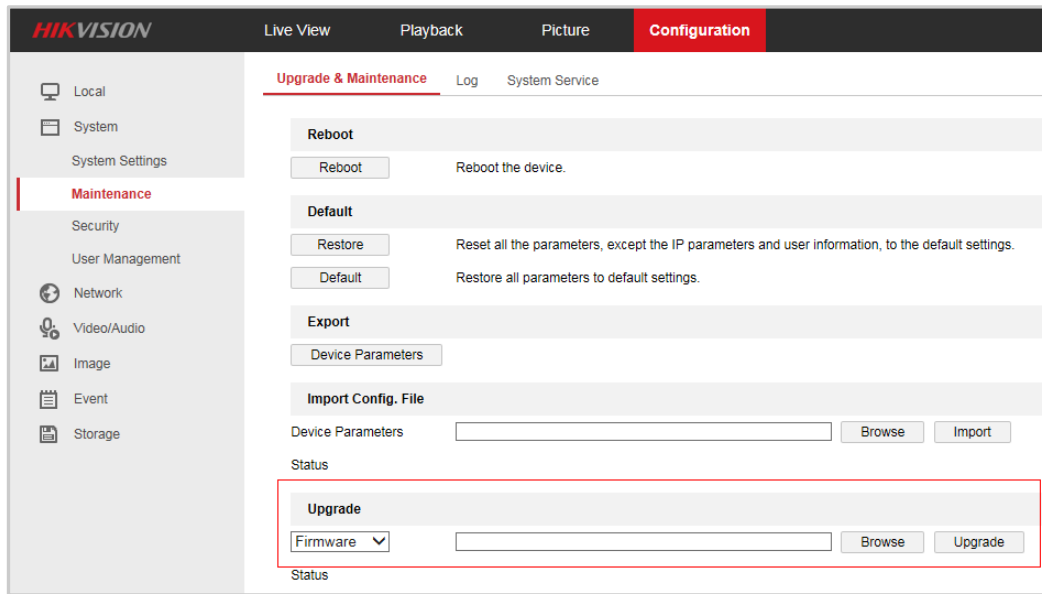 HIKVISION Live View Playback Picture Configuration
Local
System
System Settings
Maintenance
Security
User Management
Network
Video/Audio
Image
Event
Storage
Upgrade & Maintenance Log System Service
Reboot
Reboot Reboot the device.
Default
Restore Reset all the parameters, except the IP parameters and user information, to the default settings.
Default Restore all parameters to default settings.
Export
Device Parameters
Import Config. File
Device Parameters Browse Import
Status
Upgrade
Firmware Browse Upgrade
Status